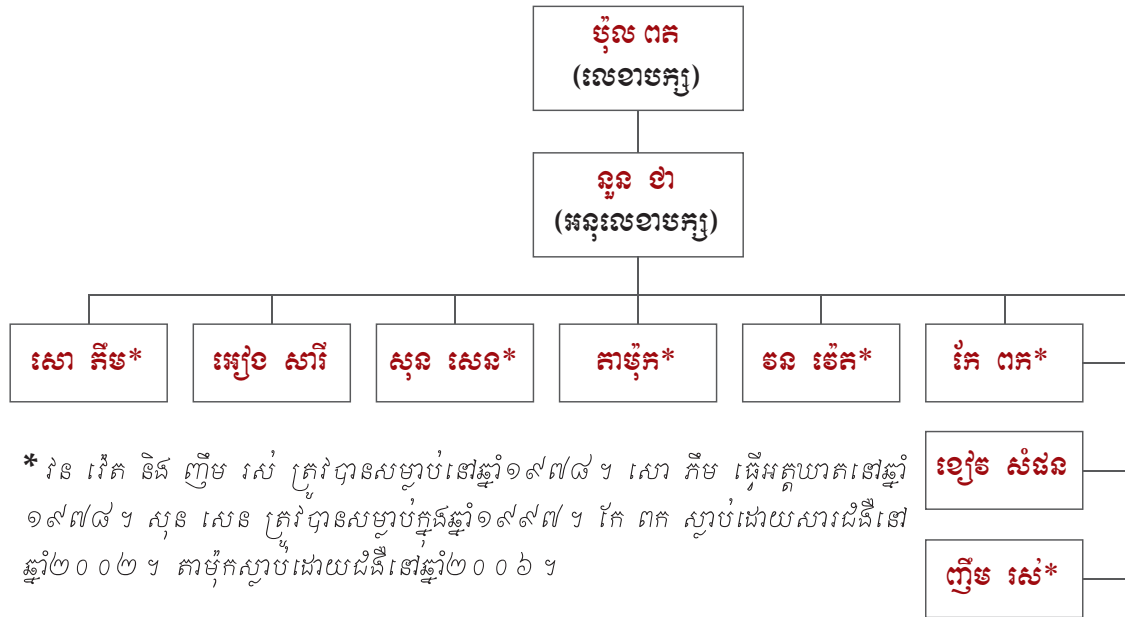 ប៉ុល ពត
(លេខាបក្ស)
នួន ជា
(អនុលេខាបក្ស)
សោ ភឹម*
អៀង សារី
សុន សេន*
តាម៉ុក*
វន វ៉េត*
កែ ពក*
ខៀវ សំផន
ញឹម រស់*
* វន វ៉េត និង ញឹម រស់ ត្រូវបានសម្លាប់នៅឆ្នាំ១៩៧៨ ។ សោ ភឹម ធ្វើអត្តឃាតនៅឆ្នាំ
១៩៧៨ ។ សុន សេន ត្រូវបានសម្លាប់ក្នុងឆ្នាំ១៩៩៧ ។ កែ ពក ស្លាប់ដោយសារជំងឺនៅ
ឆ្នាំ២០០២ ។ តាម៉ុកស្លាប់ដោយជំងឺនៅឆ្នាំ២០០៦ ។